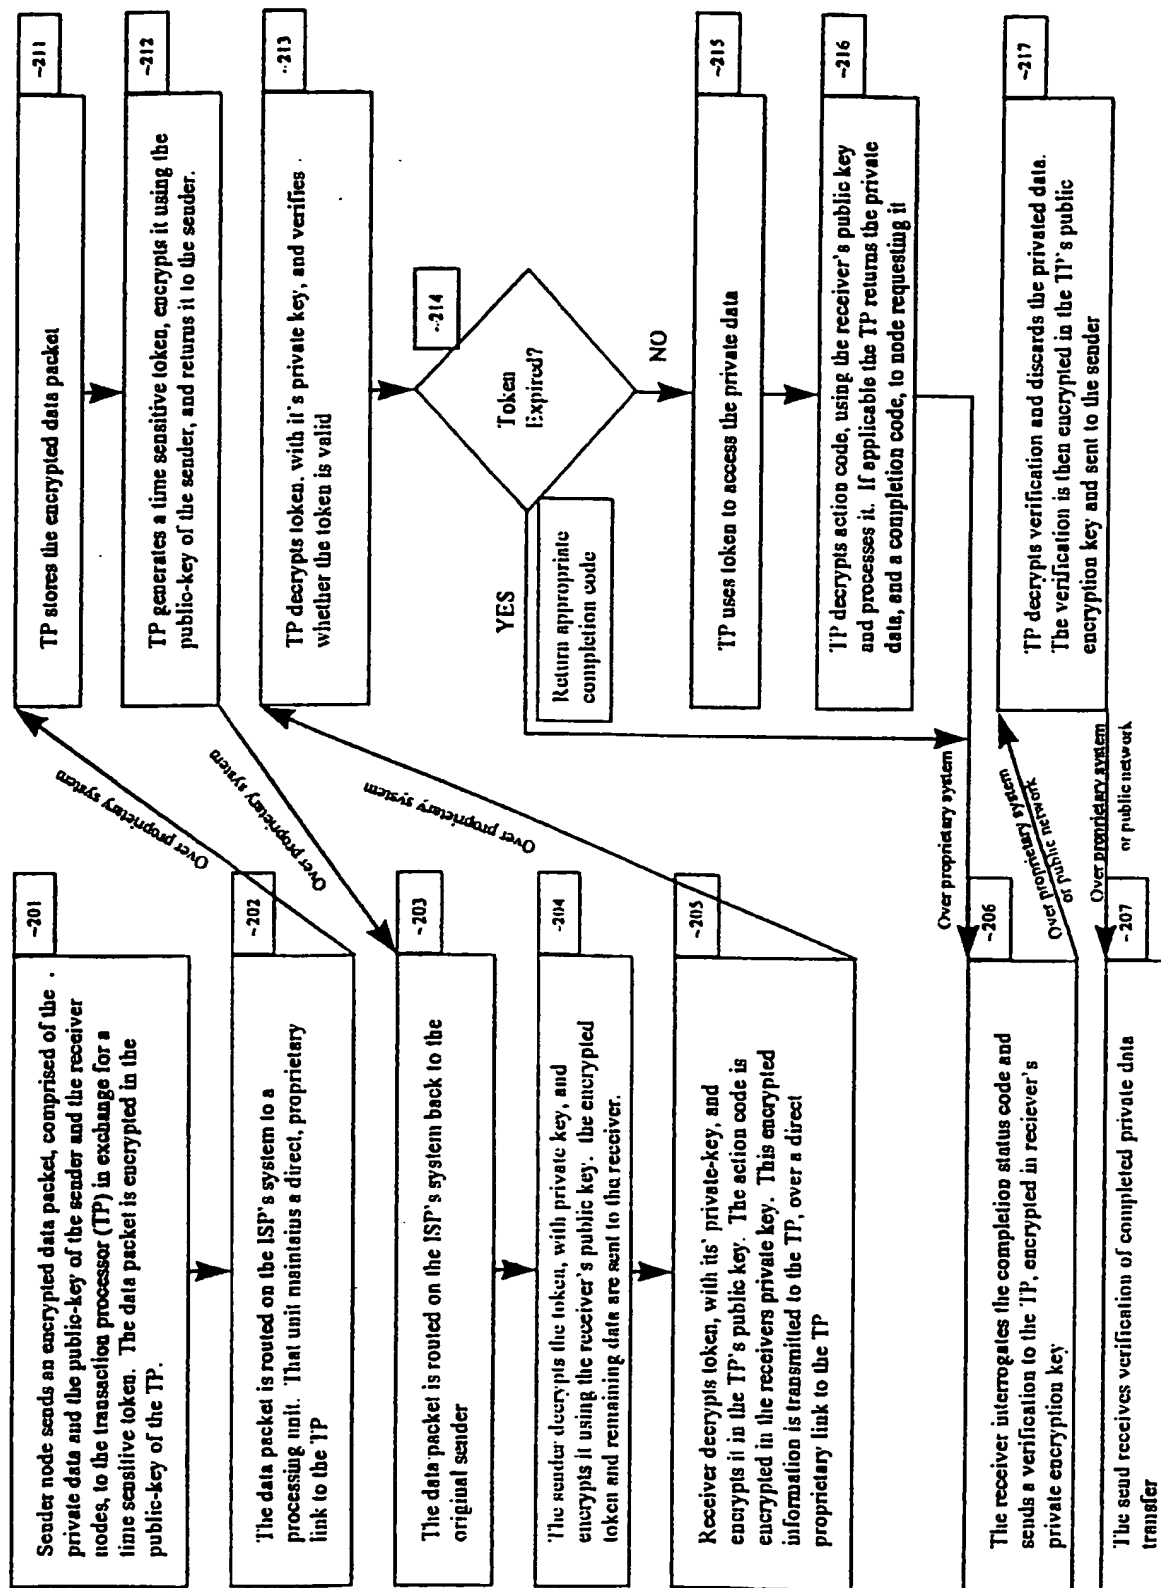 ~201
Sender node sends an encrypted data packet, comprised of the .
private data and the public-key of the sender and the receiver
nodes, to the transaction processor (TP) in exchange for a
time sensitive token. The data packet is encrypted in the
public-key of the TP.
~202
The data packet is routed on the ISP's system to a
processing unit. That unit maintains a direct, proprietary
link to the TP
~203
The data packet is routed on the ISP's system back to the
original sender
~204
The sender decrypts the token, with private key, and
encrypts it using the receiver's public key. the encrypted
token and remaining data are sent to the receiver.
~205
Receiver decrypts token, with its' private-key, and
encrypts it in the TP's public key. The action code is
encrypted in the receivers private key. This encrypted
information is transmitted to the TP, over a direct
proprietary link to the TP
~206
The receiver interrogates the completion status code and
sends a verification to the TP, encrypted in reciever's
private encryption key
~207
The send receives verification of completed private data
transfer
Over proprietary system
Over proprietary system
Over proprietary system
Over proprietary system
Over proprietary system
or public network
Over proprietary system
or public network
~211
TP stores the encrypted data packet
~212
TP generates a time sensitive token, encrypts it using the
public-key of the sender, and returns it to the sender.
~213
TP decrypts token, with it's private key, and verifies
whether the token is valid
~214
Token
Expired?
YES
NO
Return appropriate
completion code
~215
TP uses token to access the private data
~216
TP decrypts action code, using the receiver's public key
and processes it. If applicable the TP returns the private
data, and a completion code, to node requesting it
~217
TP decrypts verification and discards the privated data.
The verification is then encrypted in the TP's public
encryption key and sent to the sender